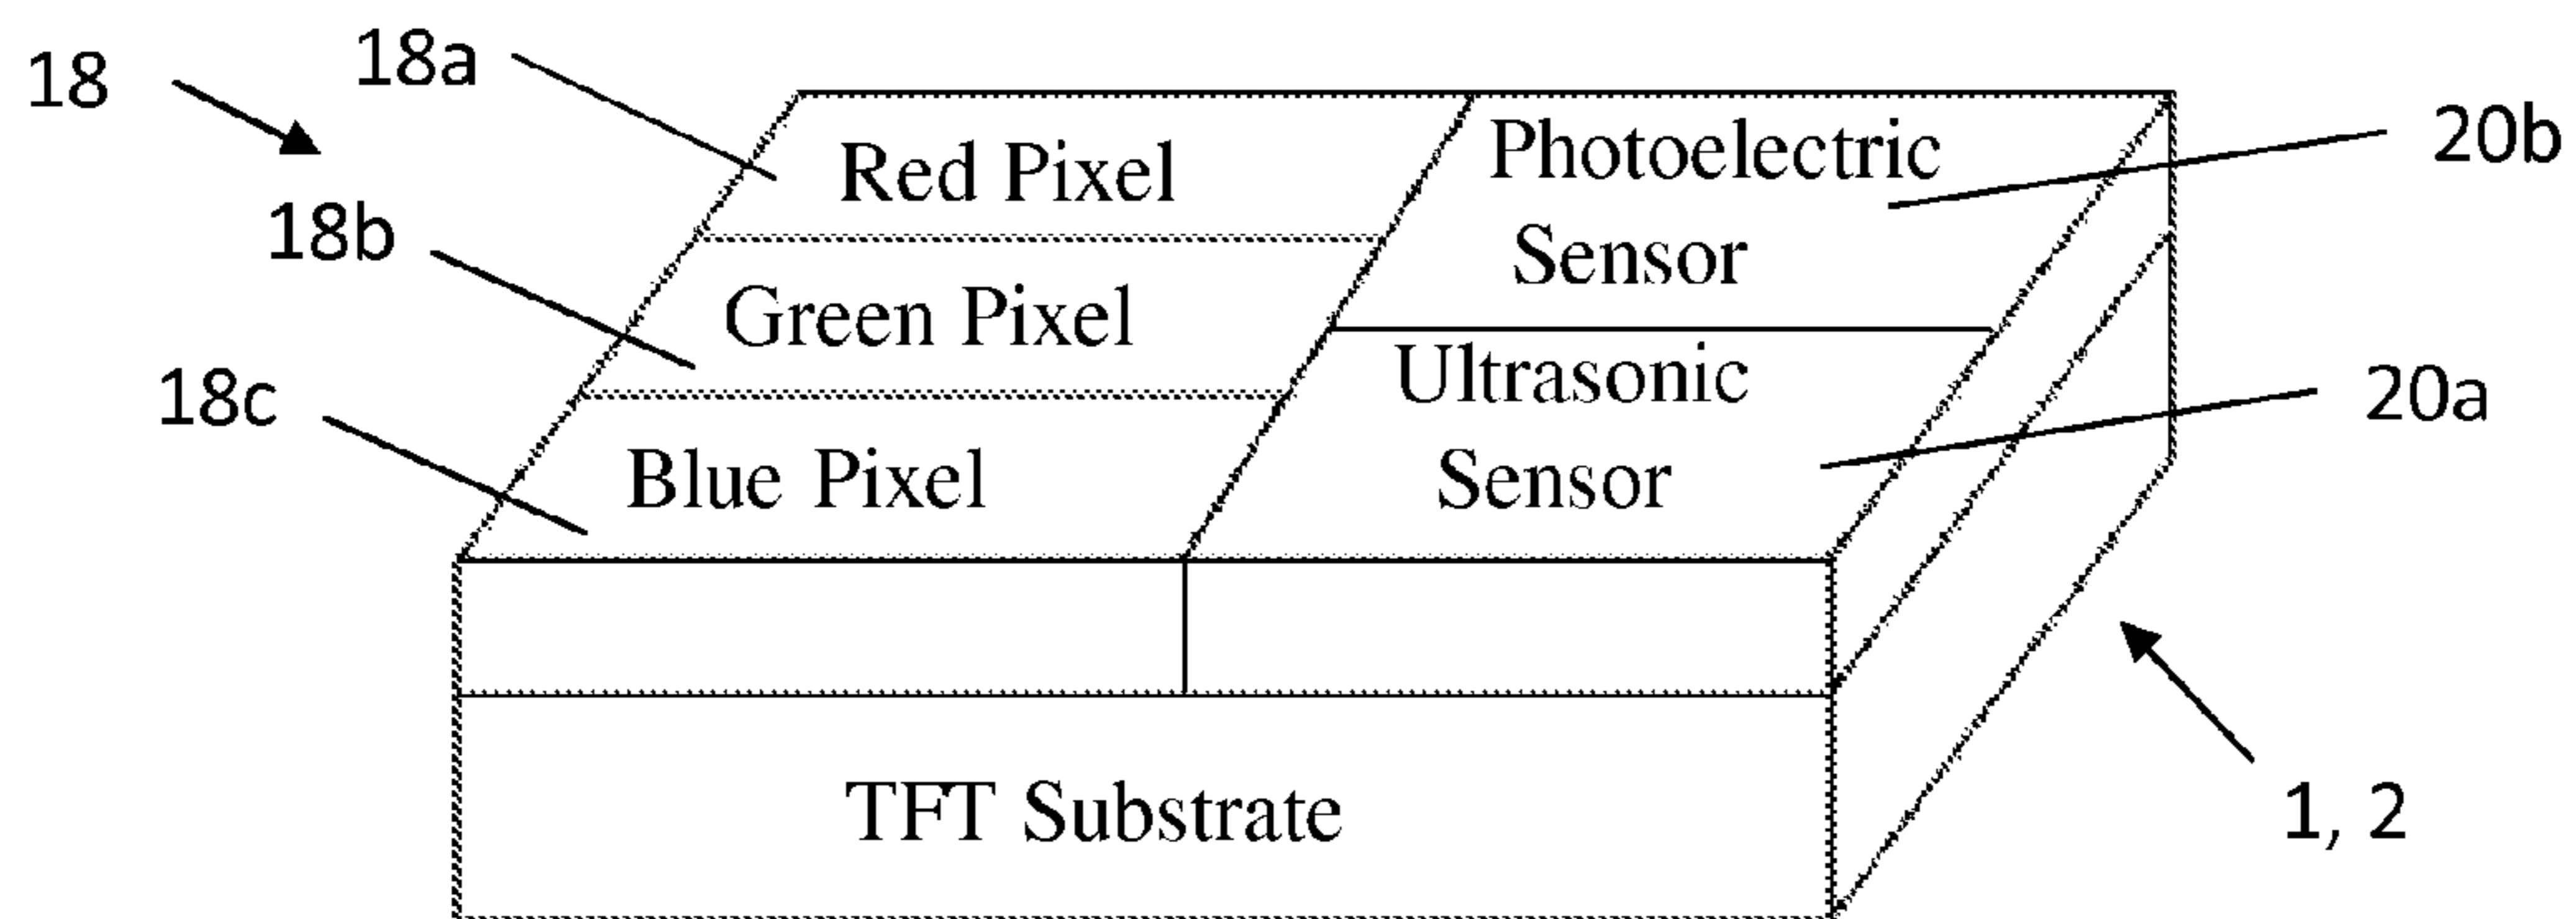 18
18a
18b
18c
Red Pixel
Green Pixel
Blue Pixel
Photoelectric
Sensor
Ultrasonic
Sensor
20b
20a
TFT Substrate
1, 2